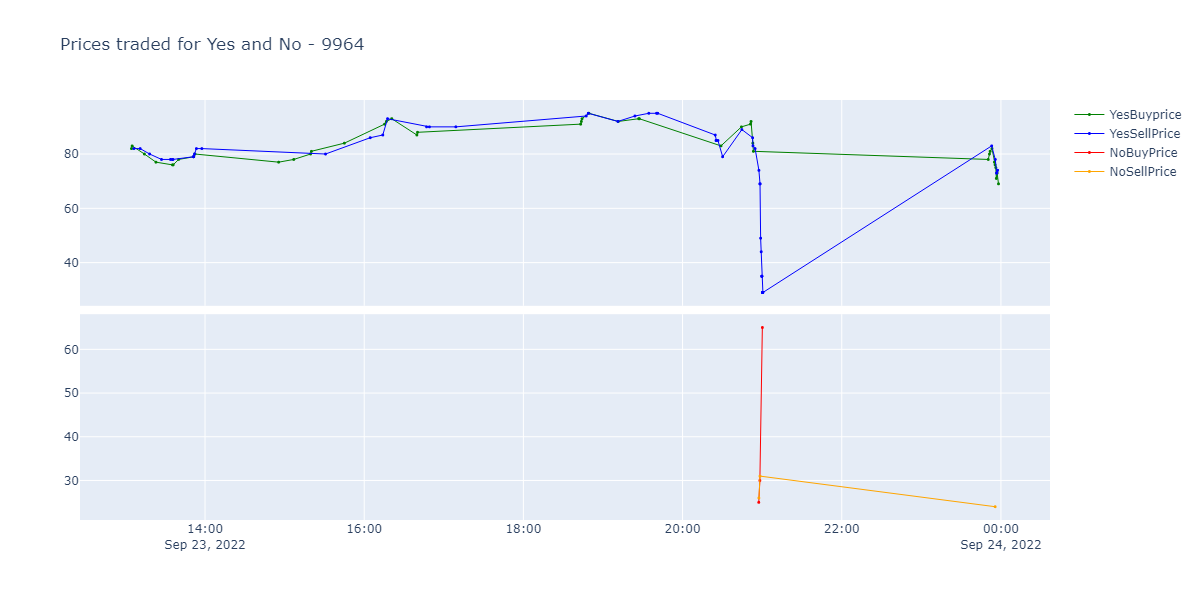 Prices traded for Yes and No - 9964
YesBuyprice
YesSellPrice
NoBuyPrice
NoSellPrice
80
60
40
60
50
40
30
14:00 16:00 18:00 20:00 22:00 00:00
Sep 23, 2022 Sep 24, 2022